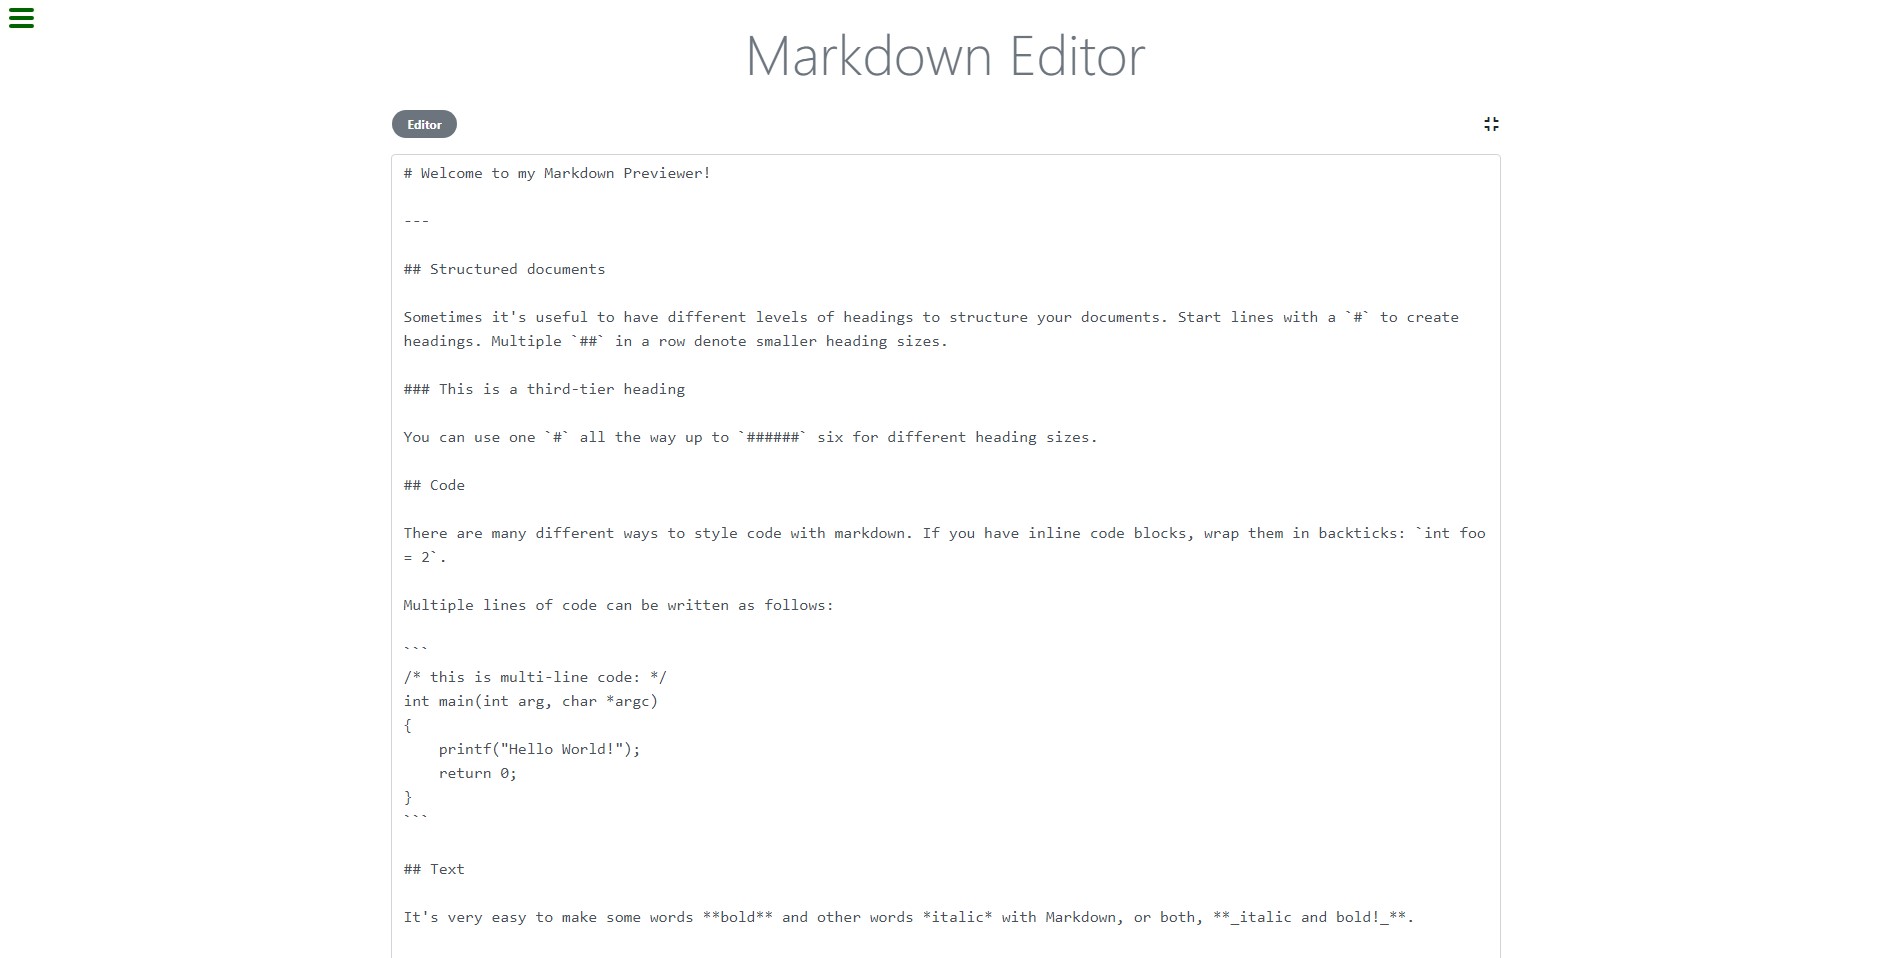 Markdown Editor
Editor
# Welcome to my Markdown Previewer!
---
## Structured documents
Sometimes it's useful to have different levels of headings to structure your documents. Start lines with a `#` to create
headings. Multiple `##` in a row denote smaller heading sizes.
### This is a third-tier heading
You can use one `#` all the way up to `######` six for different heading sizes.
## Code
There are many different ways to style code with markdown. If you have inline code blocks, wrap them in backticks: `int foo
= 2`.
Multiple lines of code can be written as follows:
```
/* this is multi-line code: */
int main(int arg, char *argc)
{
    printf("Hello World!");
    return 0;
}
```
## Text
It's very easy to make some words **bold** and other words *italic* with Markdown, or both, **_italic and bold!_**.